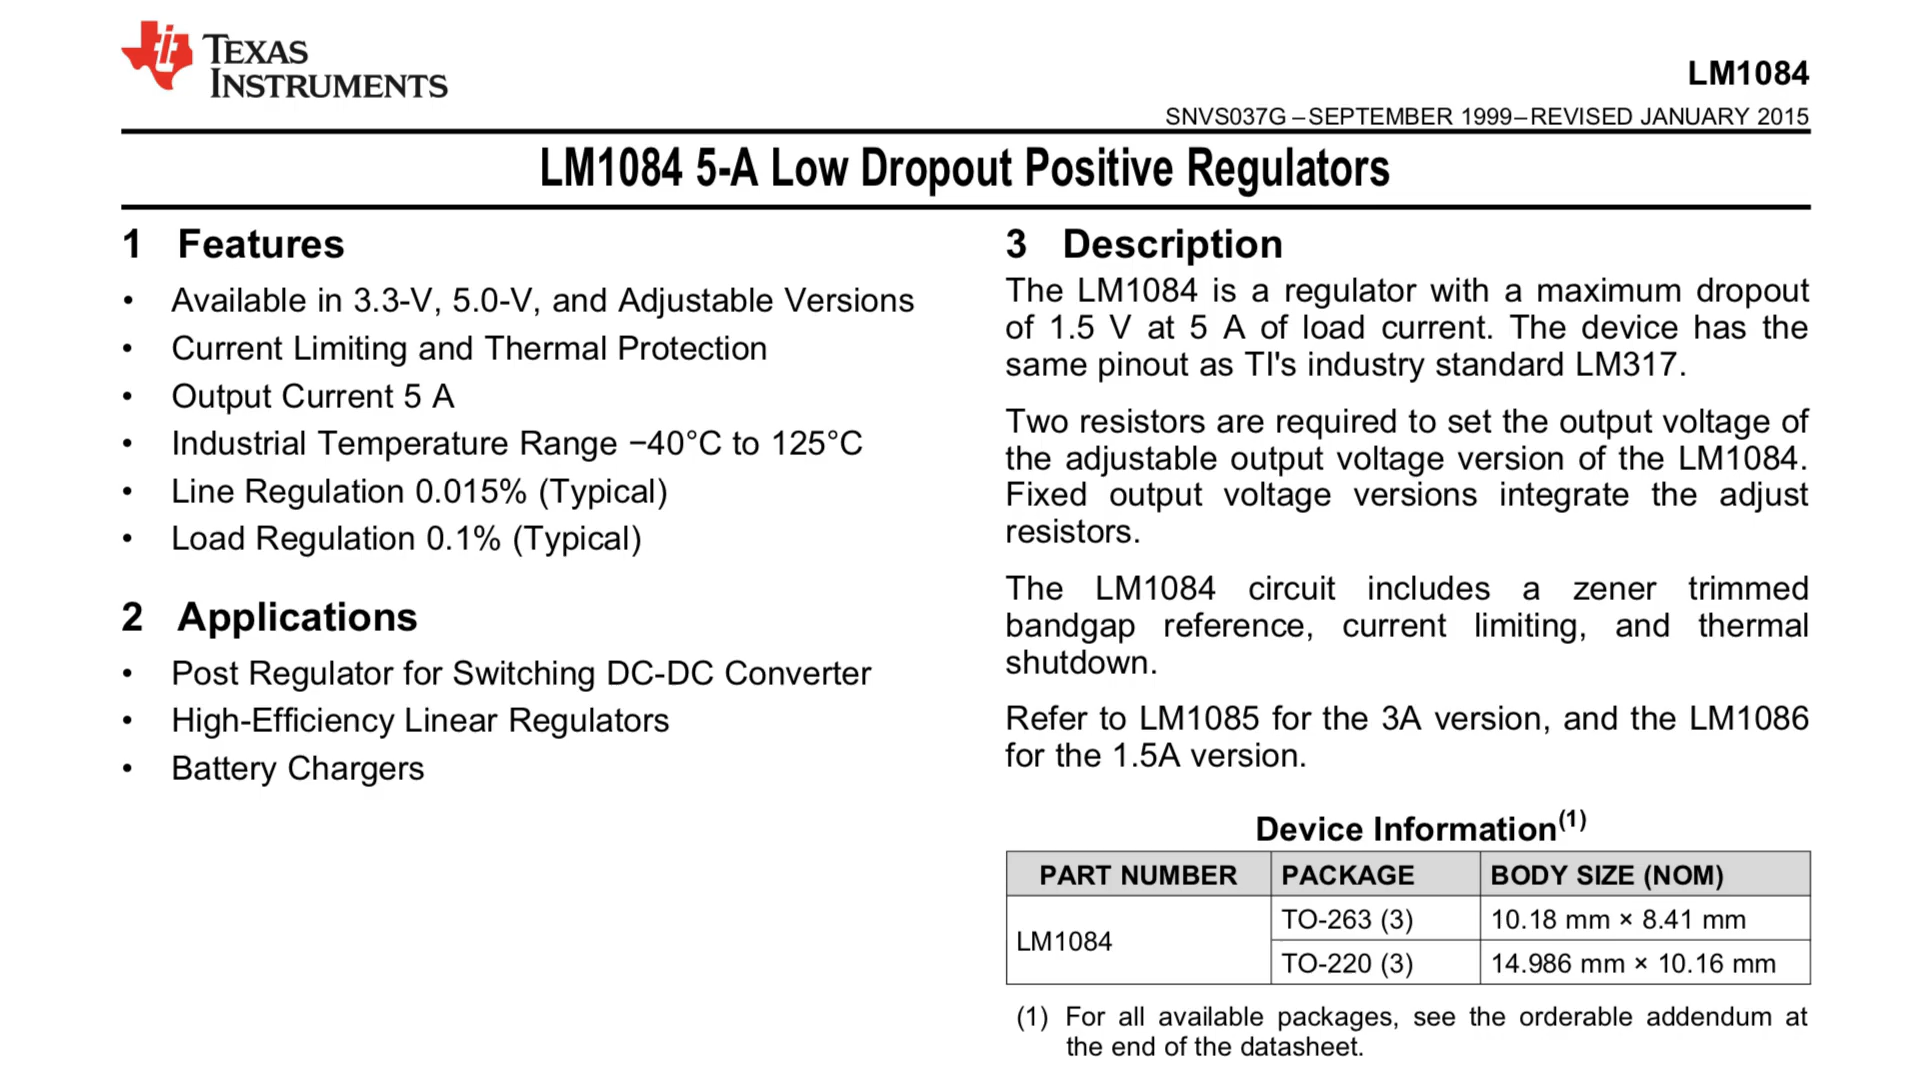 TEXAS
INSTRUMENTS
LM1084
SNVS037G –SEPTEMBER 1999–REVISED JANUARY 2015
LM1084 5-A Low Dropout Positive Regulators
1 Features
• Available in 3.3-V, 5.0-V, and Adjustable Versions
• Current Limiting and Thermal Protection
• Output Current 5 A
• Industrial Temperature Range −40°C to 125°C
• Line Regulation 0.015% (Typical)
• Load Regulation 0.1% (Typical)
2 Applications
• Post Regulator for Switching DC-DC Converter
• High-Efficiency Linear Regulators
• Battery Chargers
3 Description
The LM1084 is a regulator with a maximum dropout
of 1.5 V at 5 A of load current. The device has the
same pinout as TI's industry standard LM317.
Two resistors are required to set the output voltage of
the adjustable output voltage version of the LM1084.
Fixed output voltage versions integrate the adjust
resistors.
The LM1084 circuit includes a zener trimmed
bandgap reference, current limiting, and thermal
shutdown.
Refer to LM1085 for the 3A version, and the LM1086
for the 1.5A version.
Device Information(1)
PART NUMBER PACKAGE BODY SIZE (NOM)
LM1084
TO-263 (3) 10.18 mm × 8.41 mm
TO-220 (3) 14.986 mm × 10.16 mm
(1) For all available packages, see the orderable addendum at
the end of the datasheet.